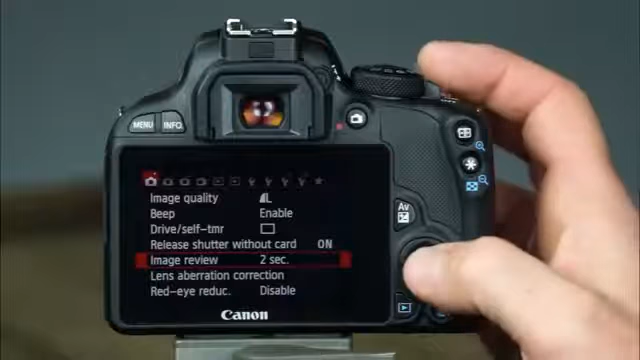 MENU INFO
Image quality L
Beep Enable
Drive/self-tmr
Release shutter without card ON
Image review 2 sec.
Lens aberration correction
Red-eye reduc. Disable
Av
Canon